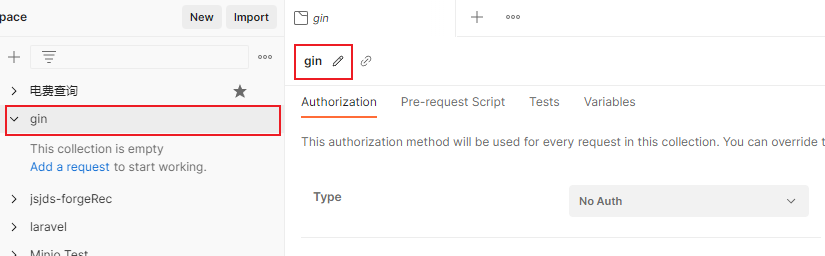 pace
New
Import
电费查询
gin
This collection is empty
Add a request to start working.
jsjds-forgeRec
laravel
Minio Test
gin
gin
Authorization
Pre-request Script
Tests
Variables
This authorization method will be used for every request in this collection. You can override t
Type
No Auth